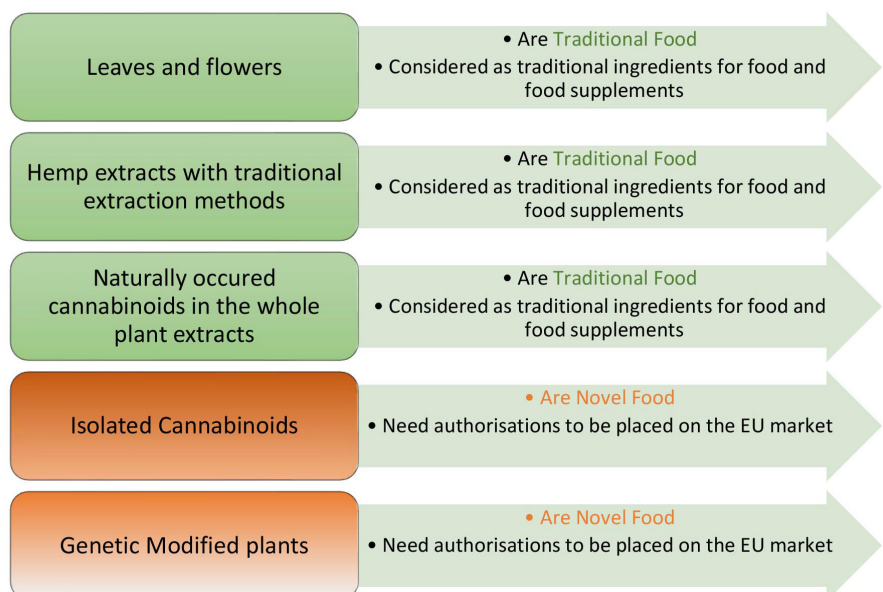 Leaves and flowers
• Are Traditional Food
• Considered as traditional ingredients for food and
food supplements
Hemp extracts with traditional
extraction methods
• Are Traditional Food
• Considered as traditional ingredients for food and
food supplements
Naturally occured
cannabinoids in the whole
plant extracts
• Are Traditional Food
• Considered as traditional ingredients for food and
food supplements
Isolated Cannabinoids
• Are Novel Food
• Need authorisations to be placed on the EU market
Genetic Modified plants
• Are Novel Food
• Need authorisations to be placed on the EU market